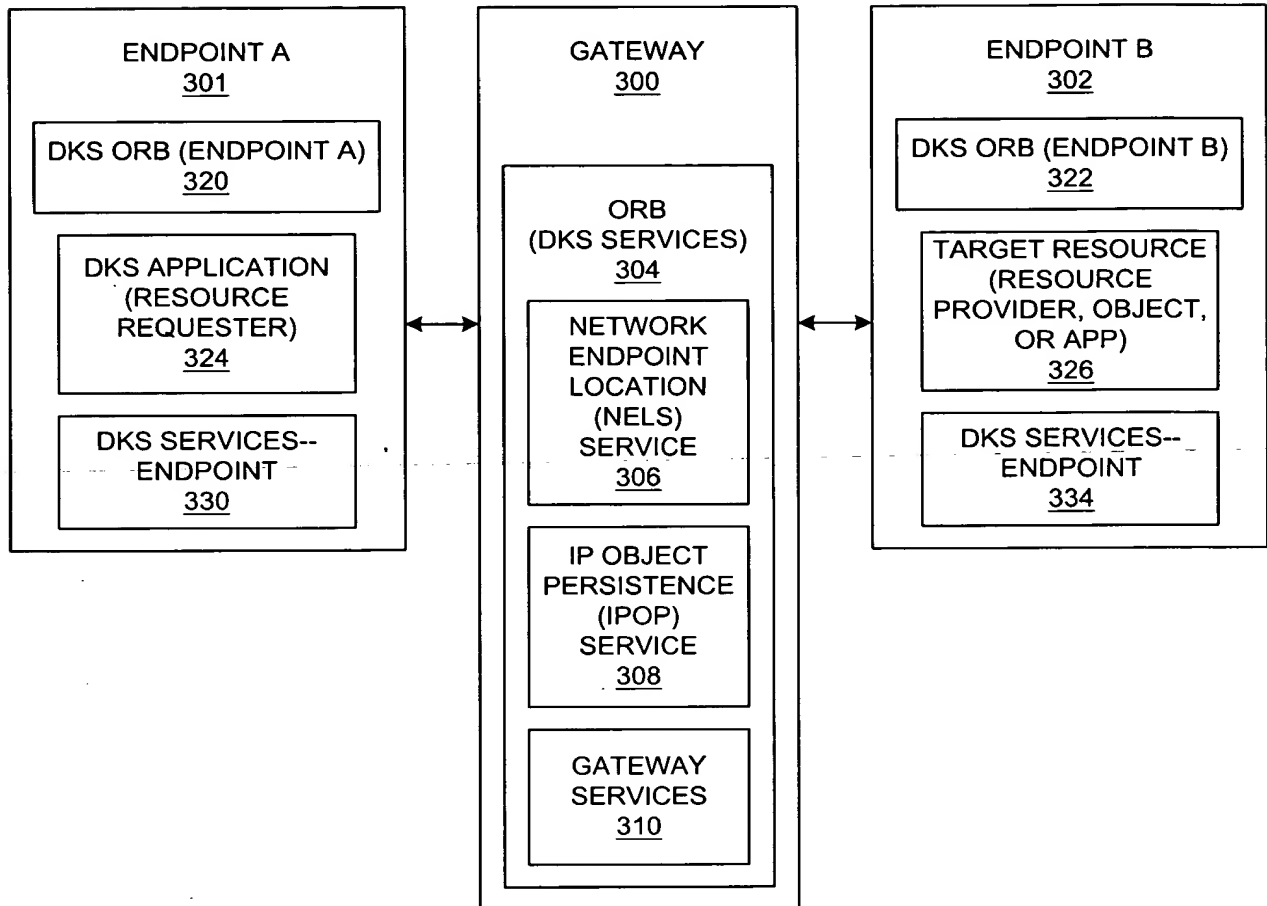 ENDPOINT A
301
DKS ORB (ENDPOINT A)
320
DKS APPLICATION
(RESOURCE
REQUESTER)
324
DKS SERVICES--
ENDPOINT
330
GATEWAY
300
ORB
(DKS SERVICES)
304
NETWORK
ENDPOINT
LOCATION
(NELS)
SERVICE
306
IP OBJECT
PERSISTENCE
(IPOP)
SERVICE
308
GATEWAY
SERVICES
310
ENDPOINT B
302
DKS ORB (ENDPOINT B)
322
TARGET RESOURCE
(RESOURCE
PROVIDER, OBJECT,
OR APP)
326
DKS SERVICES--
ENDPOINT
334